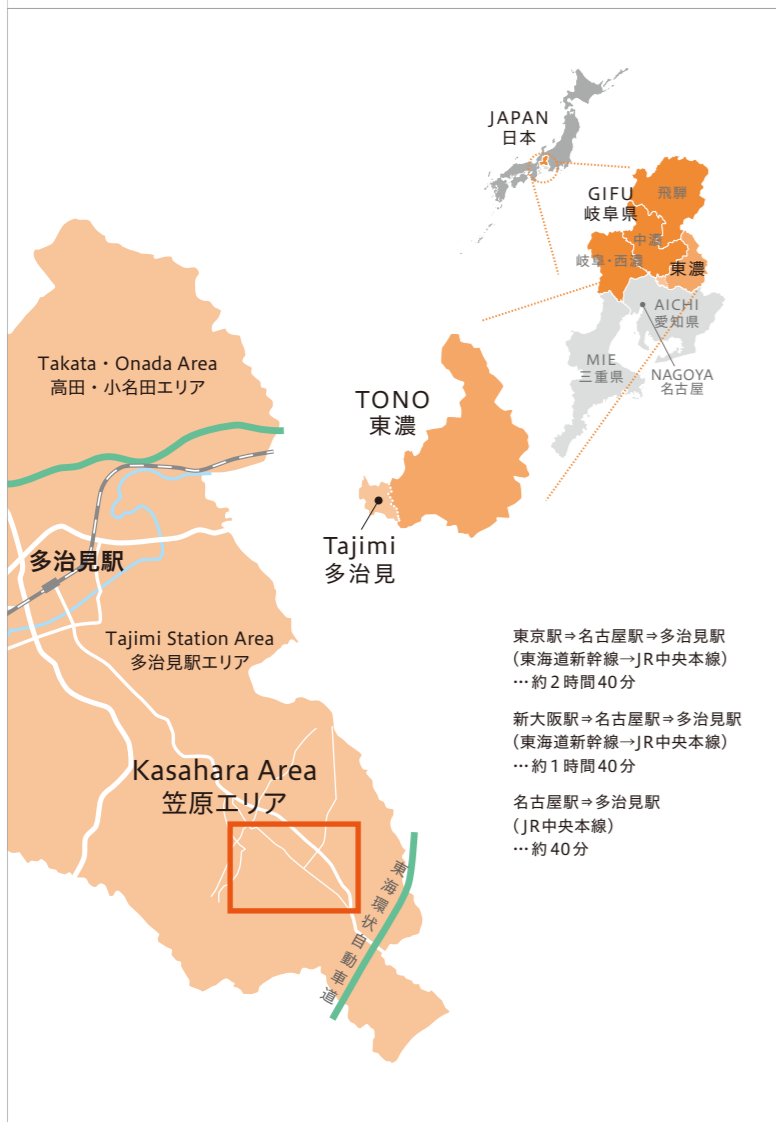 JAPAN
日本
GIFU
岐阜県
飛騨
中濃
岐阜・西濃
東濃
AICHI
愛知県
MIE
三重県
NAGOYA
名古屋
Takata・Onada Area
高田・小名田エリア
TONO
東濃
Tajimi
多治見
多治見駅
Tajimi Station Area
多治見駅エリア
Kasahara Area
笠原エリア
東海環状自動車道
東京駅⇒名古屋駅⇒多治見駅
(東海道新幹線→JR中央本線)
…約2時間40分
新大阪駅⇒名古屋駅⇒多治見駅
(東海道新幹線→JR中央本線)
…約1時間40分
名古屋駅⇒多治見駅
(JR中央本線)
…約40分